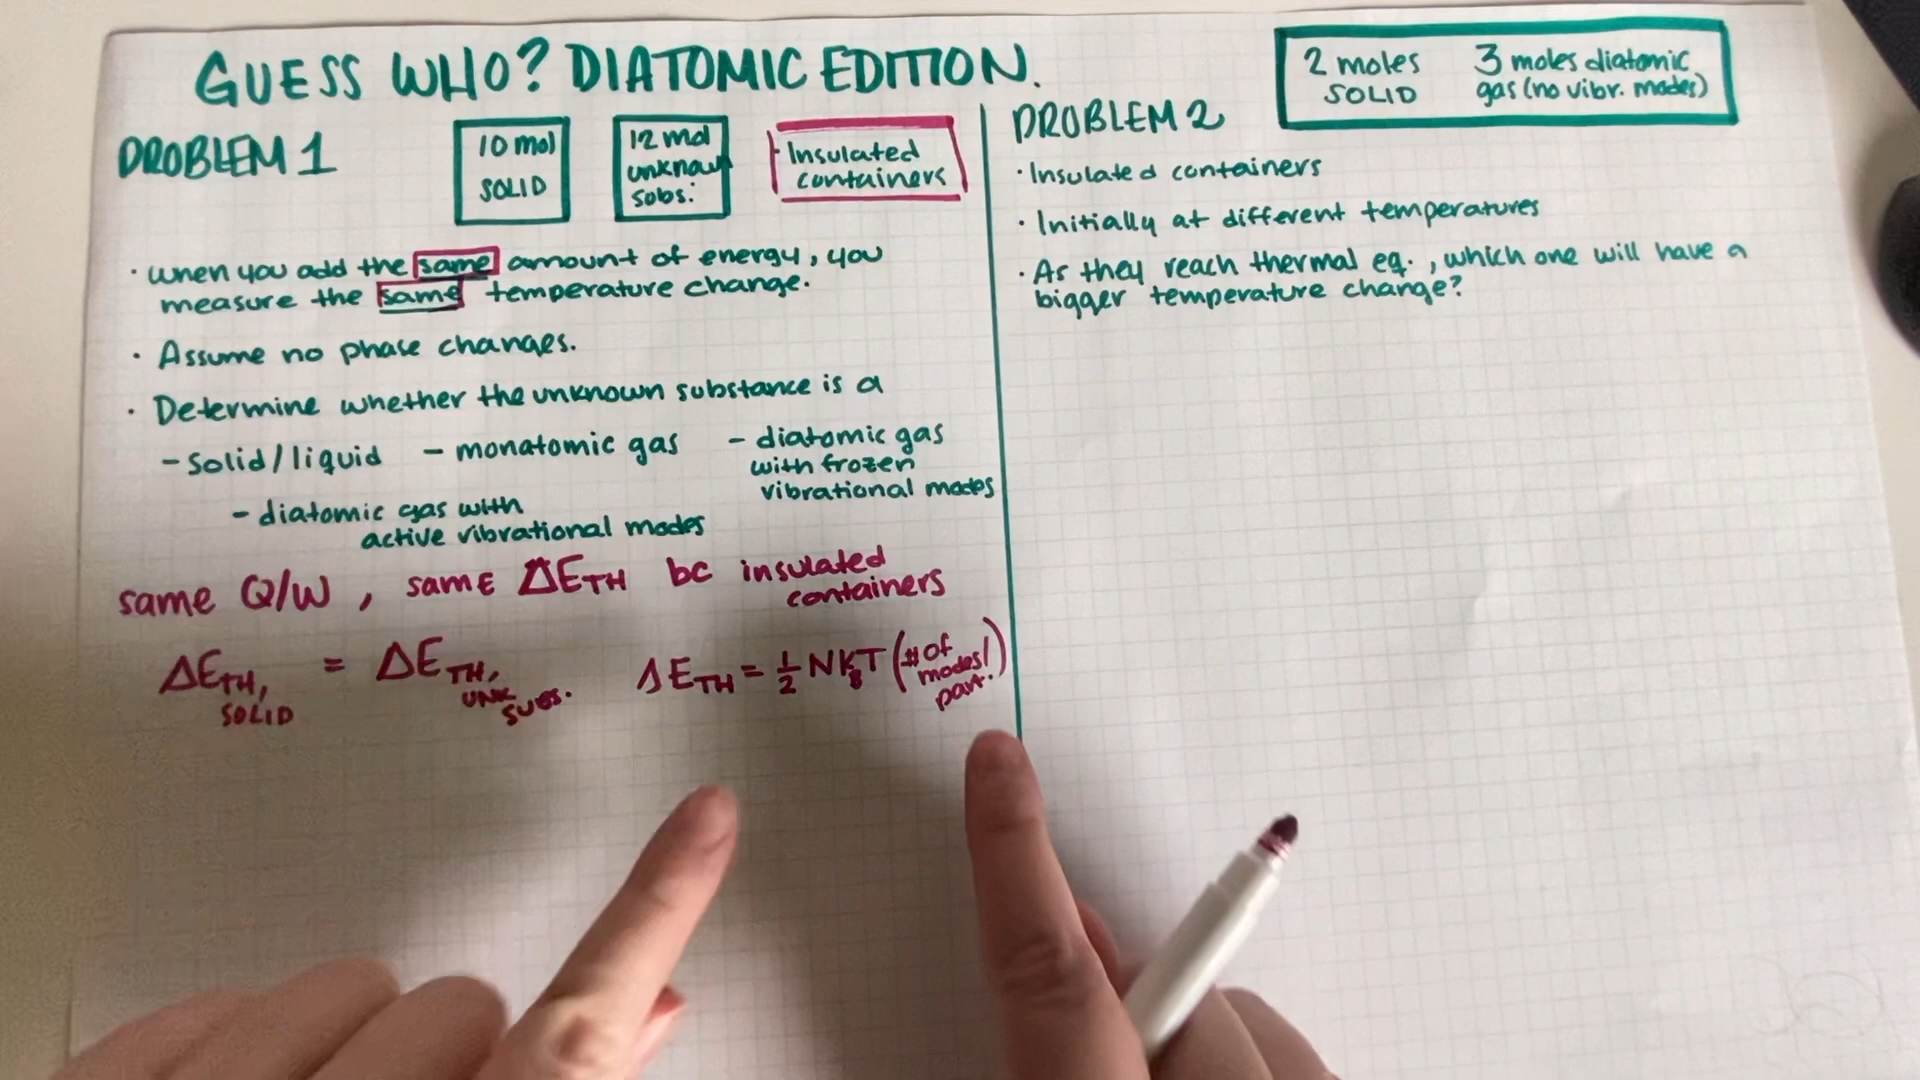 GUESS WHO? DIATOMIC EDITION.
PROBLEM 1
10 mol
SOLID
12 mol
unknown
subs.
Insulated
containers
• When you add the same amount of energy, you
measure the same temperature change.
• Assume no phase changes.
• Determine whether the unknown substance is a
- solid/liquid - monatomic gas - diatomic gas
with frozen
vibrational modes
- diatomic gas with
active vibrational modes
same Q/W, same ΔETH bc insulated
containers
ΔETH, SOLID = ΔETH, UNK SUBS.
ΔETH = 1/2 NKBT (# of modes/ part.)
PROBLEM 2
2 moles
SOLID
3 moles diatomic
gas (no vibr. modes)
• Insulated containers
• Initially at different temperatures
• As they reach thermal eq., which one will have a
bigger temperature change?